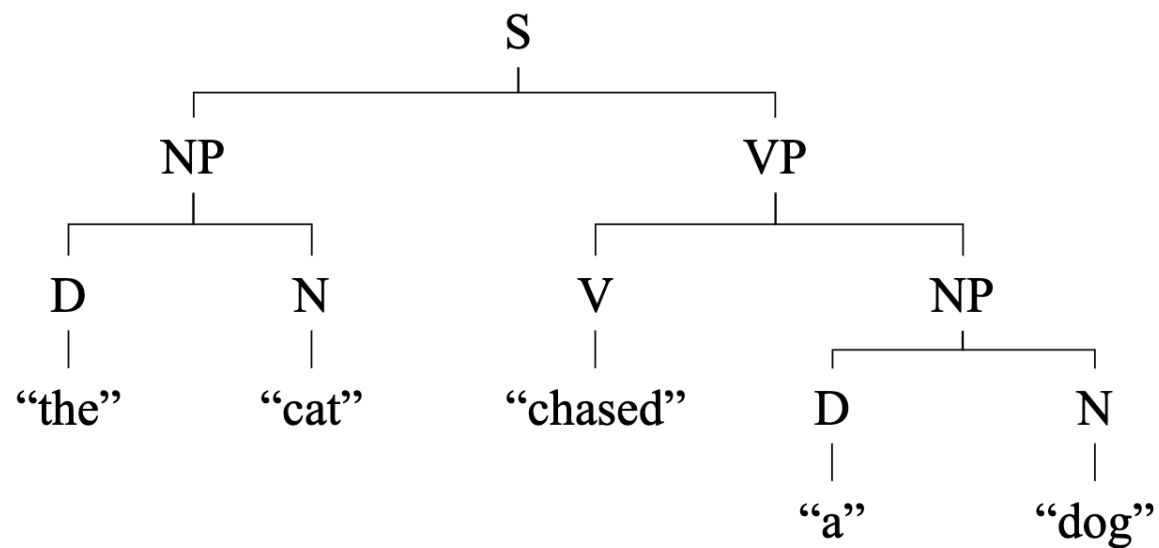 S
NP VP
D N V NP
“the” “cat” “chased” D N
“a” “dog”